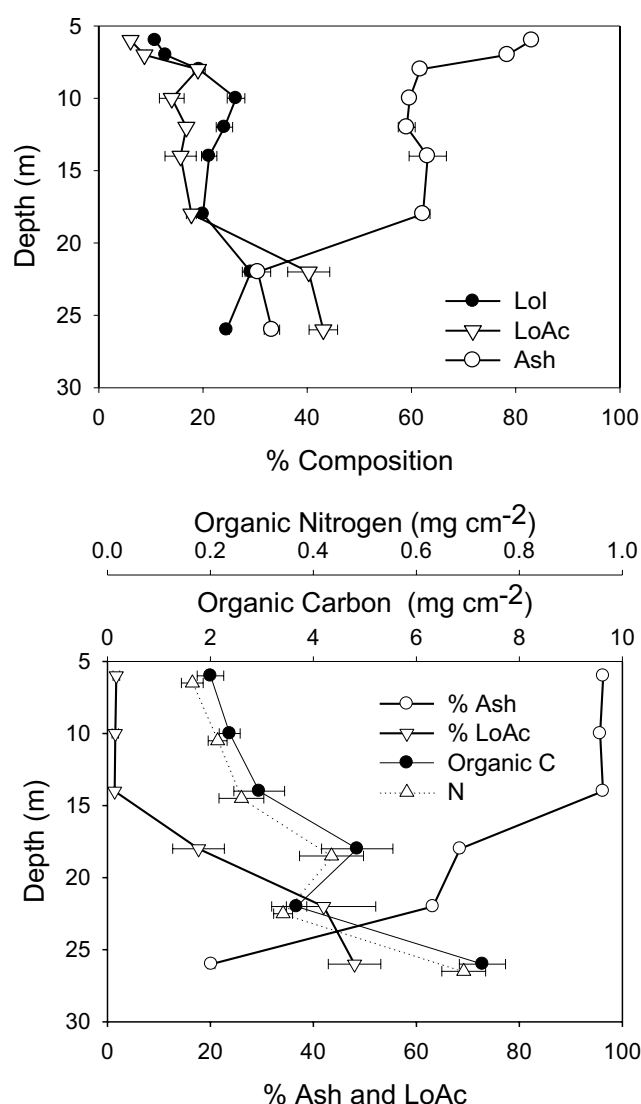 5
10
15
20
25
30
Depth (m)
LoI
LoAc
Ash
0 20 40 60 80 100
% Composition
Organic Nitrogen (mg cm-2)
0.0 0.2 0.4 0.6 0.8 1.0
Organic Carbon (mg cm-2)
0 2 4 6 8 10
5
10
15
20
25
30
Depth (m)
% Ash
% LoAc
Organic C
N
0 20 40 60 80 100
% Ash and LoAc